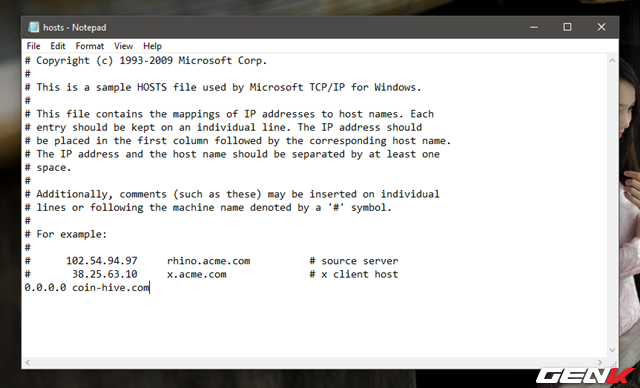 hosts - Notepad
File Edit Format View Help
# Copyright (c) 1993-2009 Microsoft Corp.
#
# This is a sample HOSTS file used by Microsoft TCP/IP for Windows.
#
# This file contains the mappings of IP addresses to host names. Each
# entry should be kept on an individual line. The IP address should
# be placed in the first column followed by the corresponding host name.
# The IP address and the host name should be separated by at least one
# space.
#
# Additionally, comments (such as these) may be inserted on individual
# lines or following the machine name denoted by a '#' symbol.
#
# For example:
#
#      102.54.94.97     rhino.acme.com          # source server
#       38.25.63.10     x.acme.com              # x client host
0.0.0.0 coin-hive.com
GENK